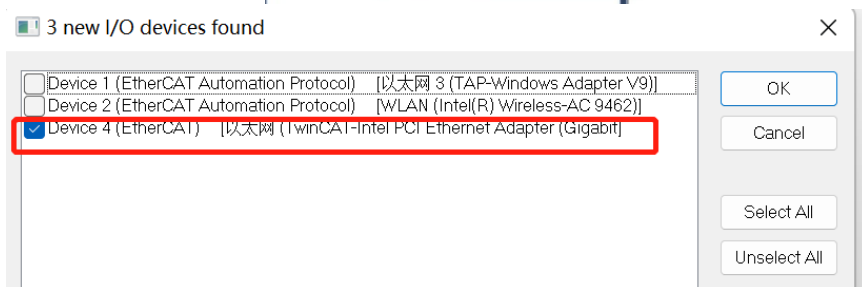 3 new I/O devices found
Device 1 (EtherCAT Automation Protocol) [以太网 3 (TAP-Windows Adapter V9)]
Device 2 (EtherCAT Automation Protocol) [WLAN (Intel(R) Wireless-AC 9462)]
Device 4 (EtherCAT) [以太网 (TwinCAT-Intel PCI Ethernet Adapter (Gigabit]
OK
Cancel
Select All
Unselect All